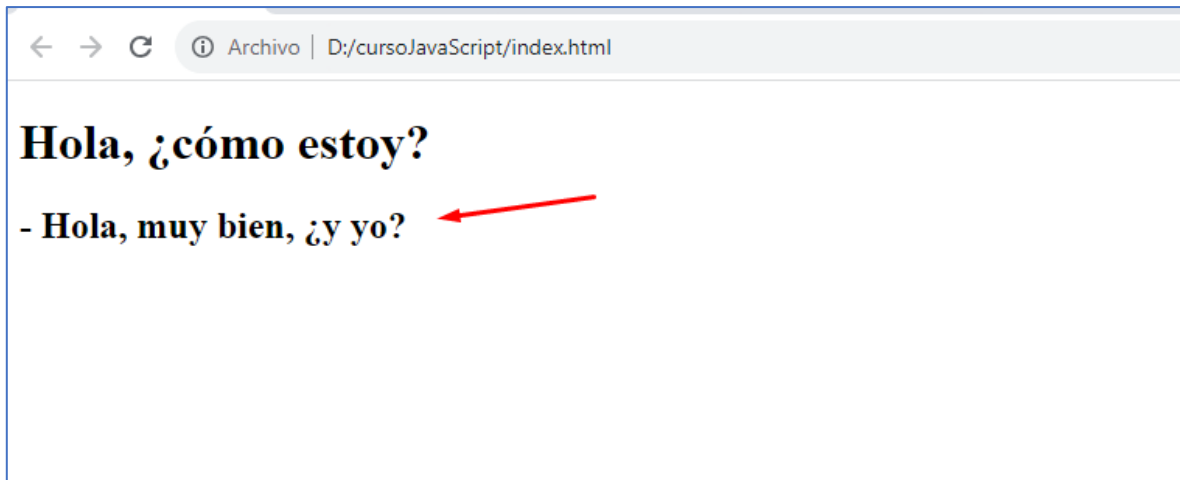 Archivo | D:/cursoJavaScript/index.html
Hola, ¿cómo estoy?
- Hola, muy bien, ¿y yo?